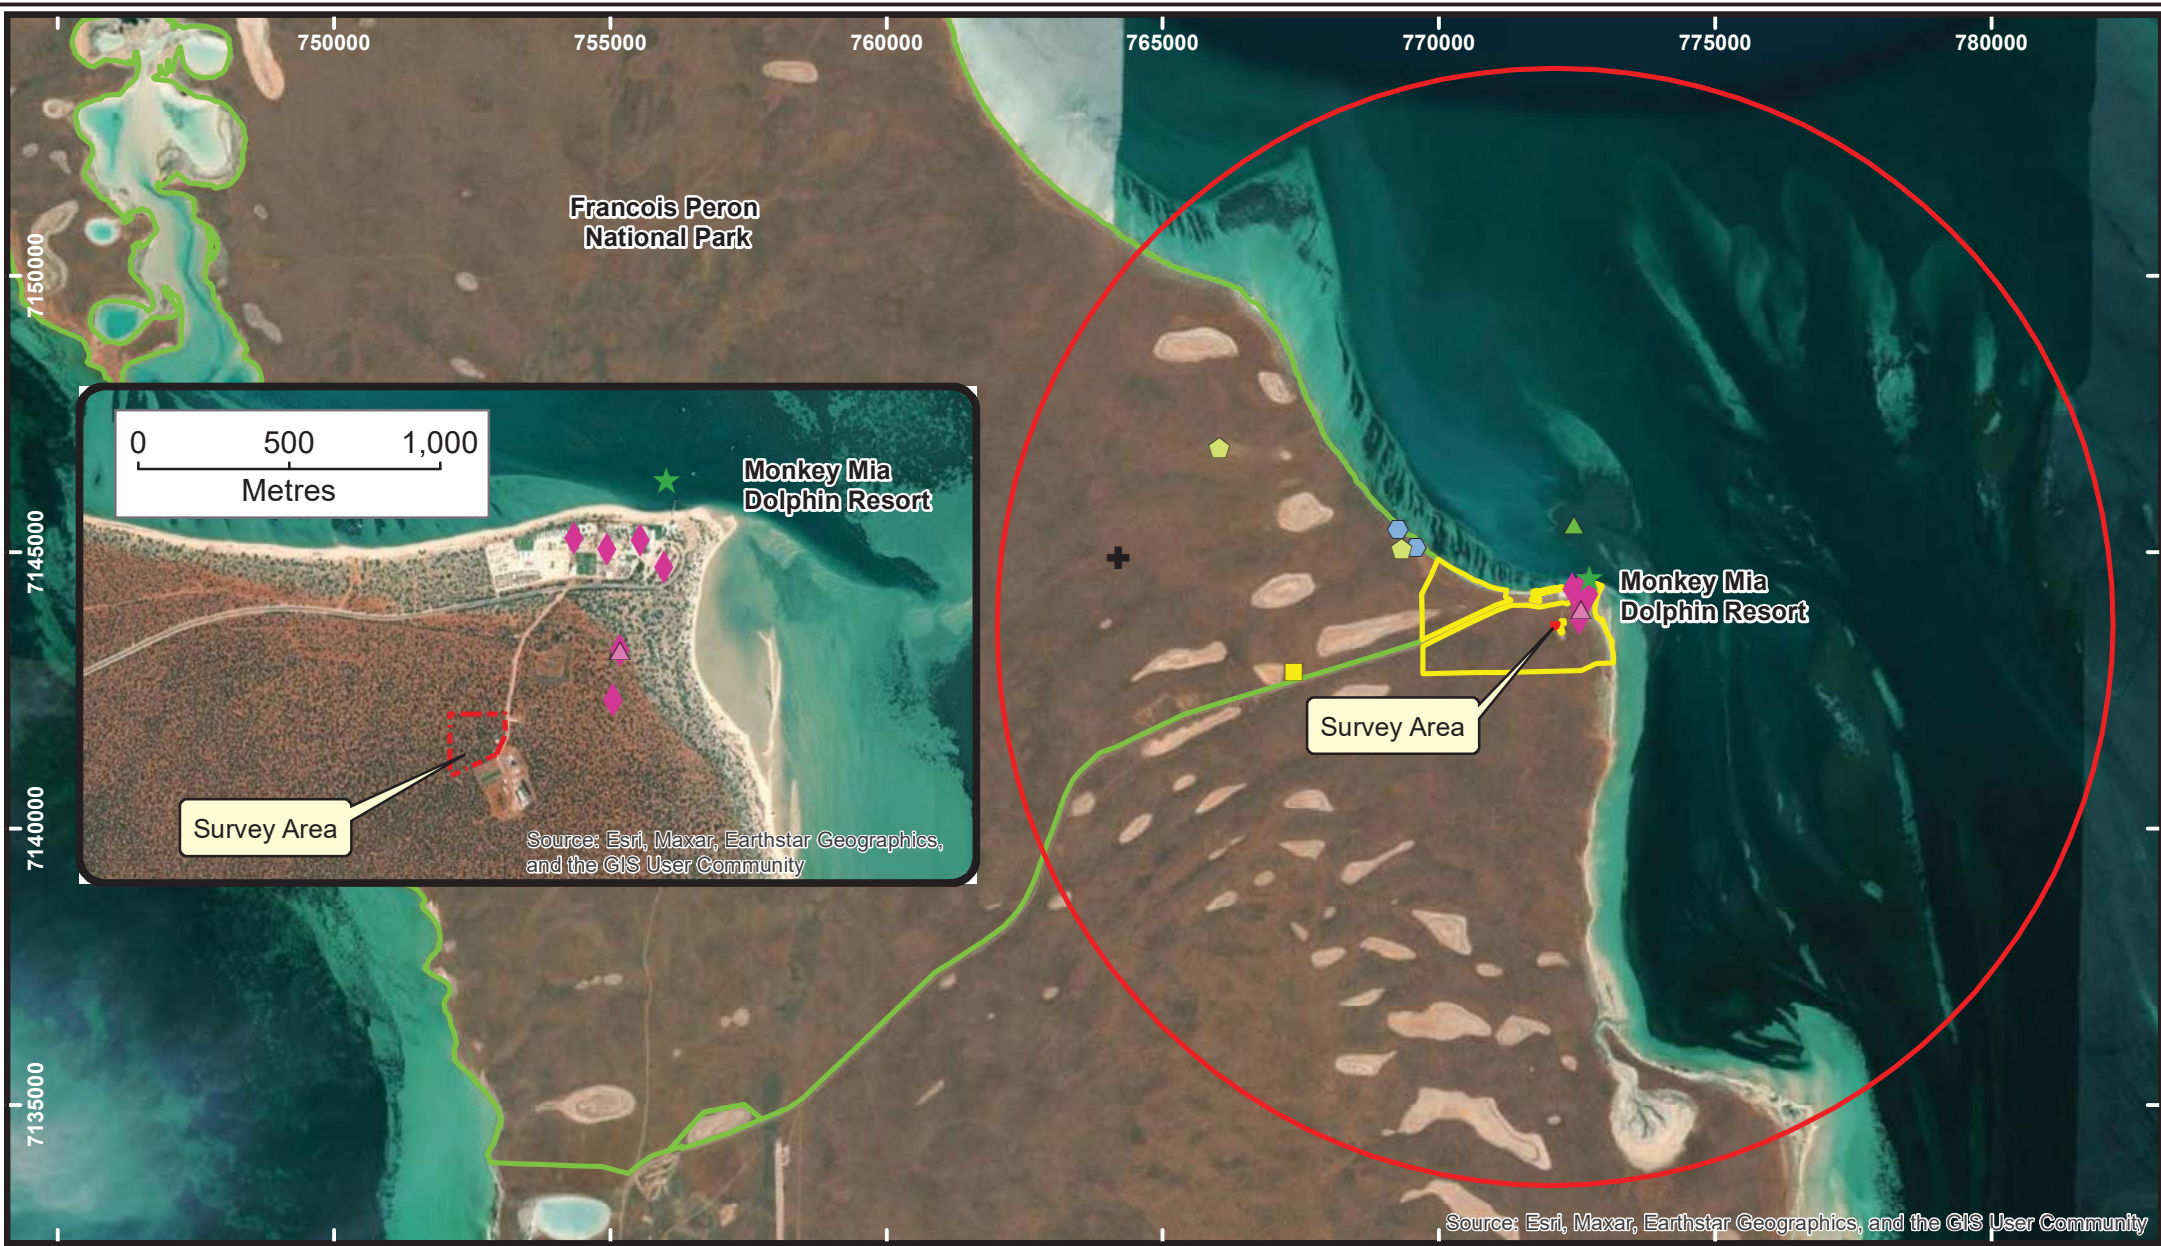 750000
755000
760000
765000
770000
775000
780000
Francois Peron
National Park
7150000
7145000
7140000
7135000
0
500
1,000
Metres
Monkey Mia
Dolphin Resort
Survey Area
Source: Esri, Maxar, Earthstar Geographics,
and the GIS User Community
Monkey Mia
Dolphin Resort
Survey Area
Source: Esri, Maxar, Earthstar Geographics, and the GIS User Community